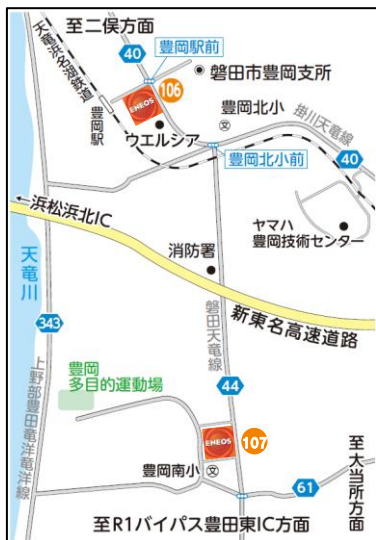 至二俣方面
天竜浜名湖鉄道
40
豊岡駅前
磐田市豊岡支所
ENEOS
106
豊岡駅
豊岡北小
文
掛川天竜線
ウエルシア
豊岡北小前
40
←浜松浜北IC
ヤマハ
豊岡技術センター
消防署
天竜川
新東名高速道路
磐田天竜線
343
上野部豊田竜洋竜洋線
豊岡
多目的運動場
44
ENEOS
107
豊岡南小
文
至大当所方面
61
至R1バイパス豊田東IC方面